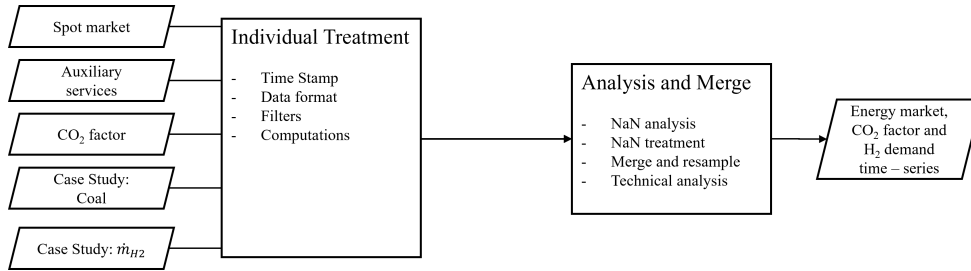 Spot market
Auxiliary
services
CO₂ factor
Case Study:
Coal
Case Study: ṁ_{H2}
Individual Treatment
- Time Stamp
- Data format
- Filters
- Computations
Analysis and Merge
- NaN analysis
- NaN treatment
- Merge and resample
- Technical analysis
Energy market,
CO₂ factor and
H₂ demand
time – series